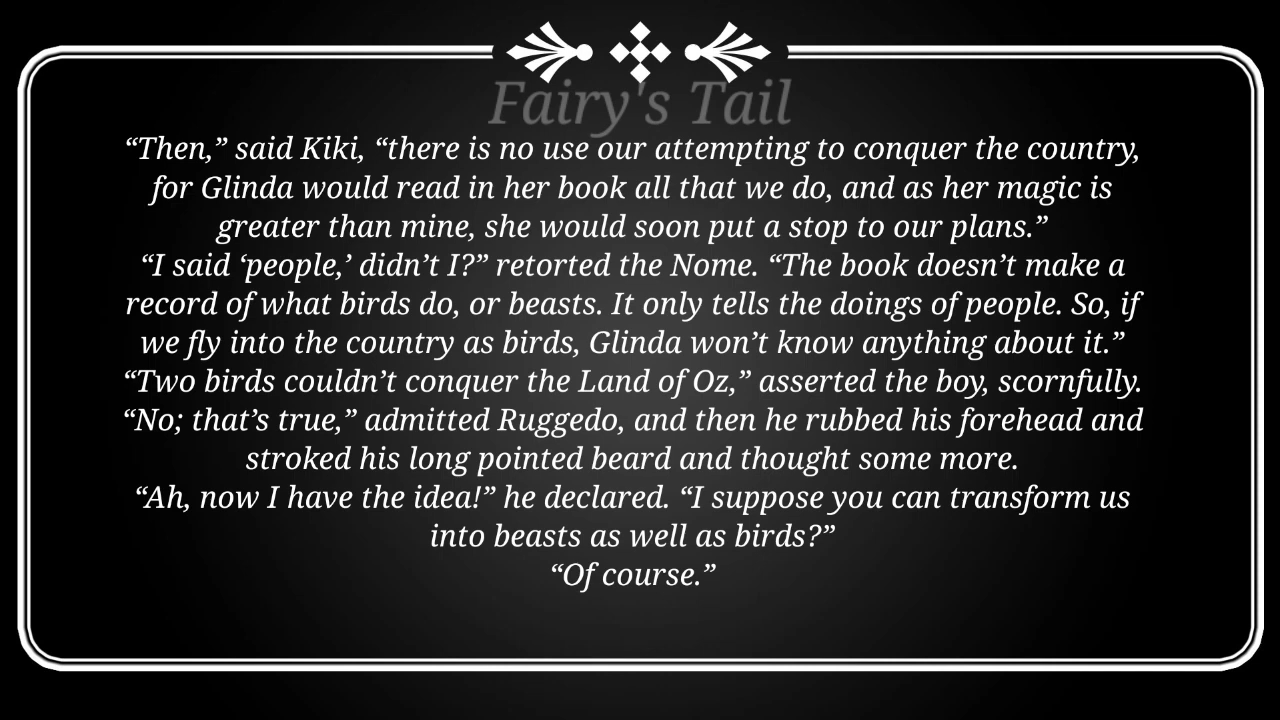 Fairy's Tail
“Then,” said Kiki, “there is no use our attempting to conquer the country,
for Glinda would read in her book all that we do, and as her magic is
greater than mine, she would soon put a stop to our plans.”
“I said ‘people,’ didn’t I?” retorted the Nome. “The book doesn’t make a
record of what birds do, or beasts. It only tells the doings of people. So, if
we fly into the country as birds, Glinda won’t know anything about it.”
“Two birds couldn’t conquer the Land of Oz,” asserted the boy, scornfully.
“No; that’s true,” admitted Ruggedo, and then he rubbed his forehead and
stroked his long pointed beard and thought some more.
“Ah, now I have the idea!” he declared. “I suppose you can transform us
into beasts as well as birds?”
“Of course.”